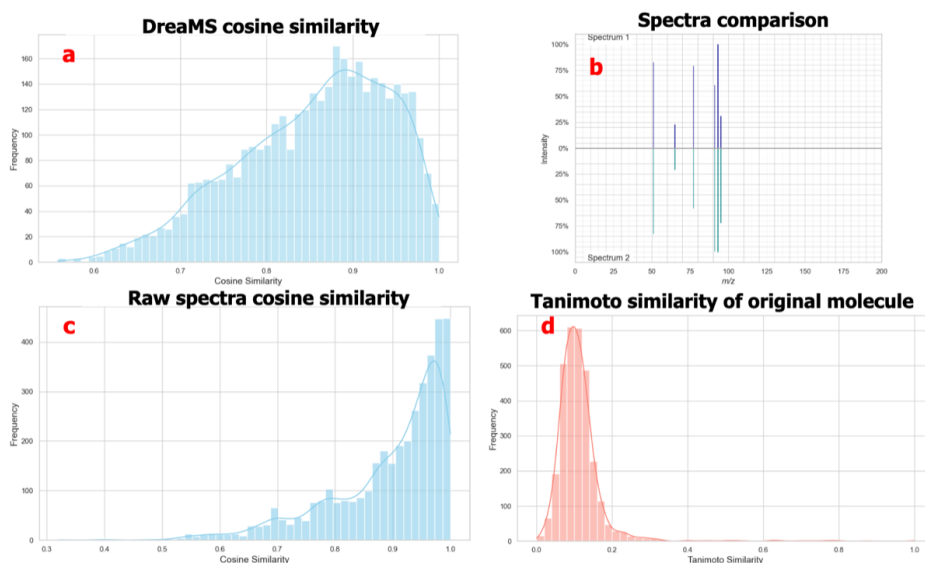 DreaMS cosine similarity
a
160
140
120
100
80
60
40
20
0
Frequency
0.6 0.7 0.8 0.9 1.0
Cosine Similarity
Spectra comparison
Spectrum 1
b
100%
75%
50%
25%
0%
25%
50%
75%
100%
Intensity
Spectrum 2
0 25 50 75 100 125 150 175 200
m/z
Raw spectra cosine similarity
c
400
300
200
100
0
Frequency
0.3 0.4 0.5 0.6 0.7 0.8 0.9 1.0
Cosine Similarity
Tanimoto similarity of original molecule
d
600
500
400
300
200
100
0
Frequency
0.0 0.2 0.4 0.6 0.8 1.0
Tanimoto Similarity